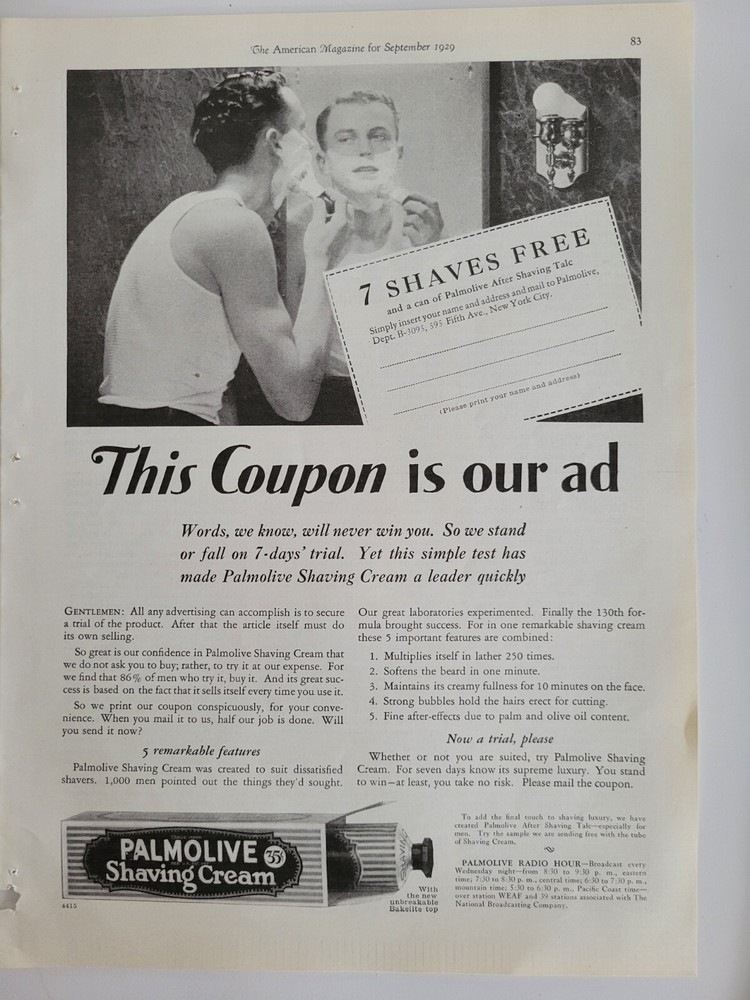 The American Magazine for September 1929
83
7 SHAVES FREE
and a can of Palmolive After Shaving Talc
Simply insert your name and address and mail to Palmolive,
Dept. B-3095, 595 Fifth Ave., New York City.
(Please print your name and address)
This Coupon is our ad
Words, we know, will never win you. So we stand
or fall on 7-days' trial. Yet this simple test has
made Palmolive Shaving Cream a leader quickly
GENTLEMEN: All any advertising can accomplish is to secure
a trial of the product. After that the article itself must do
its own selling.
So great is our confidence in Palmolive Shaving Cream that
we do not ask you to buy; rather, to try it at our expense. For
we find that 86% of men who try it, buy it. And its great suc-
cess is based on the fact that it sells itself every time you use it.
So we print our coupon conspicuously, for your conve-
nience. When you mail it to us, half our job is done. Will
you send it now?
5 remarkable features
Palmolive Shaving Cream was created to suit dissatisfied
shavers. 1,000 men pointed out the things they'd sought.
Our great laboratories experimented. Finally the 130th for-
mula brought success. For in one remarkable shaving cream
these 5 important features are combined:
1. Multiplies itself in lather 250 times.
2. Softens the beard in one minute.
3. Maintains its creamy fullness for 10 minutes on the face.
4. Strong bubbles hold the hairs erect for cutting.
5. Fine after-effects due to palm and olive oil content.
Now a trial, please
Whether or not you are suited, try Palmolive Shaving
Cream. For seven days know its supreme luxury. You stand
to win—at least, you take no risk. Please mail the coupon.
PALMOLIVE 35¢
Shaving Cream
SHAVING
With
the new
unbreakable
Bakelite top
4415
To add the final touch to shaving luxury, we have
created Palmolive After Shaving Talc—especially for
men. Try the sample we are sending free with the tube
of Shaving Cream.
PALMOLIVE RADIO HOUR—Broadcast every
Wednesday night—from 8:30 to 9:30 p. m., eastern
time; 7:30 to 8:30 p. m., central time; 6:30 to 7:30 p. m.,
mountain time; 5:30 to 6:30 p. m., Pacific Coast time—
over station WEAF and 39 stations associated with The
National Broadcasting Company.